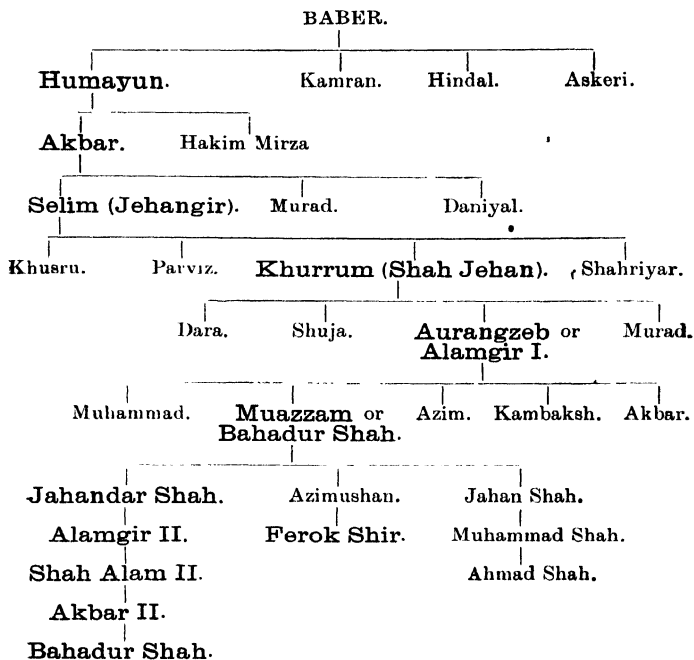 BABER.
Humayun. Kamran. Hindal. Askeri.
Akbar. Hakim Mirza
Selim (Jehangir). Murad. Daniyal.
Khusru. Parviz. Khurrum (Shah Jehan). Shahriyar.
Dara. Shuja. Aurangzeb or Murad.
Alamgir I.
Muhammad. Muazzam or Azim. Kambaksh. Akbar.
Bahadur Shah.
Jahandar Shah. Azimushan. Jahan Shah.
Alamgir II. Ferok Shir. Muhammad Shah.
Shah Alam II. Ahmad Shah.
Akbar II.
Bahadur Shah.